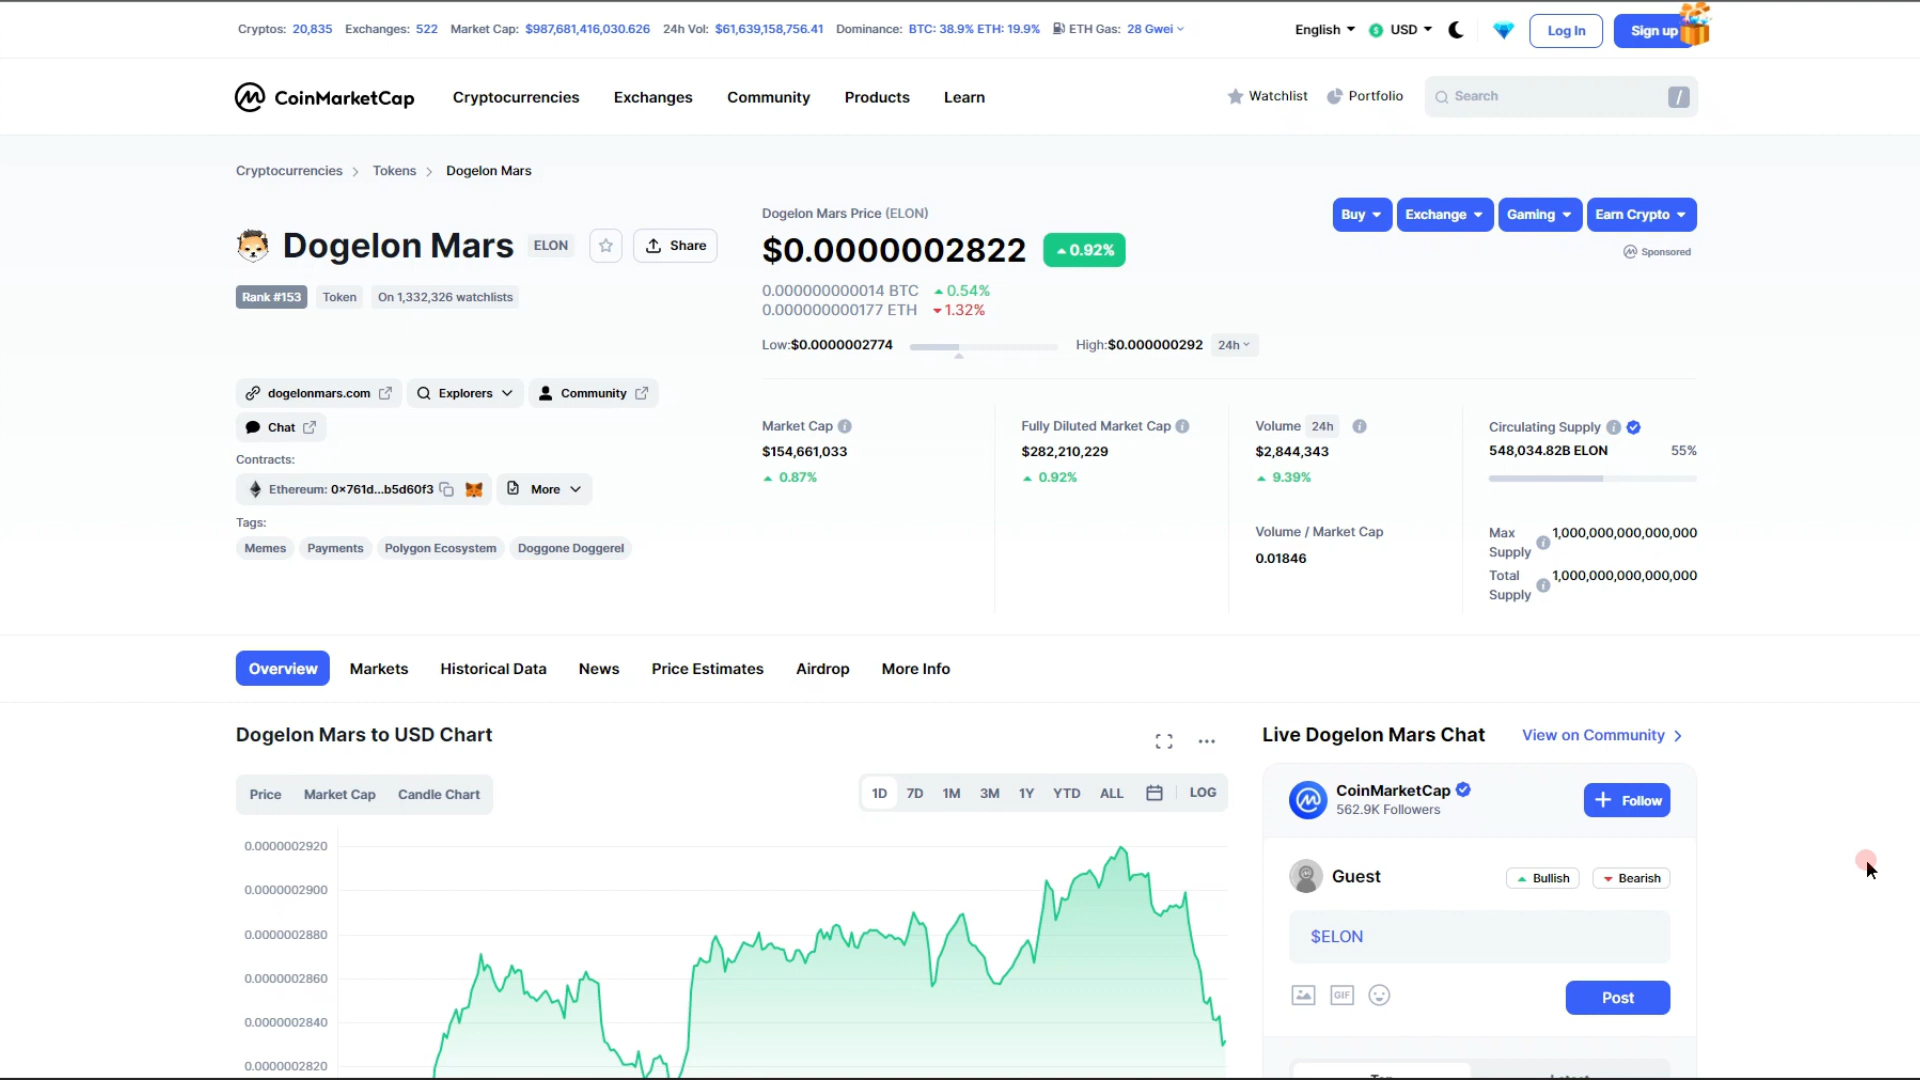 Cryptos: 20,835 Exchanges: 522 Market Cap: $987,681,416,030.626 24h Vol: $61,639,158,756.41 Dominance: BTC: 38.9% ETH: 19.9% ETH Gas: 28 Gwei
English USD Log In Sign up
CoinMarketCap Cryptocurrencies Exchanges Community Products Learn
Watchlist Portfolio Search /
Cryptocurrencies > Tokens > Dogelon Mars
Dogelon Mars ELON Share
Rank #153 Token On 1,332,326 watchlists
dogelonmars.com Explorers Community
Chat
Contracts:
Ethereum: 0x761d...b5d60f3 More
Tags:
Memes Payments Polygon Ecosystem Doggone Doggerel
Dogelon Mars Price (ELON)
$0.0000002822 0.92%
0.000000000014 BTC 0.54%
0.000000000177 ETH 1.32%
Low:$0.0000002774 High:$0.000000292 24h
Buy Exchange Gaming Earn Crypto
Sponsored
Market Cap
$154,661,033
0.87%
Fully Diluted Market Cap
$282,210,229
0.92%
Volume 24h
$2,844,343
9.39%
Volume / Market Cap
0.01846
Circulating Supply
548,034.82B ELON 55%
Max Supply 1,000,000,000,000,000
Total Supply 1,000,000,000,000,000
Overview Markets Historical Data News Price Estimates Airdrop More Info
Dogelon Mars to USD Chart
Price Market Cap Candle Chart
1D 7D 1M 3M 1Y YTD ALL LOG
0.0000002920
0.0000002900
0.0000002880
0.0000002860
0.0000002840
0.0000002820
Live Dogelon Mars Chat View on Community >
CoinMarketCap
562.9K Followers
+ Follow
Guest Bullish Bearish
$ELON
GIF
Post